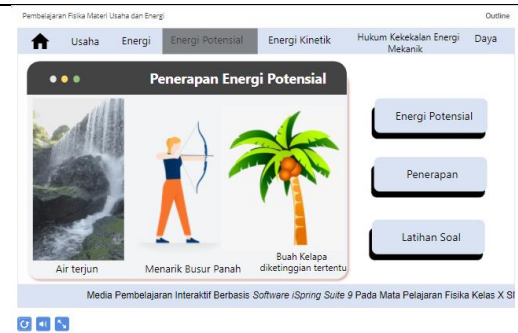 Pembelajaran Fisika Materi Usaha dan Energi
Outline
Usaha
Energi
Energi Potensial
Energi Kinetik
Hukum Kekekalan Energi
Mekanik
Daya
Penerapan Energi Potensial
Energi Potensial
Penerapan
Latihan Soal
Air terjun
Menarik Busur Panah
Buah Kelapa
diketinggian tertentu
Media Pembelajaran Interaktif Berbasis Software iSpring Suite 9 Pada Mata Pelajaran Fisika Kelas X